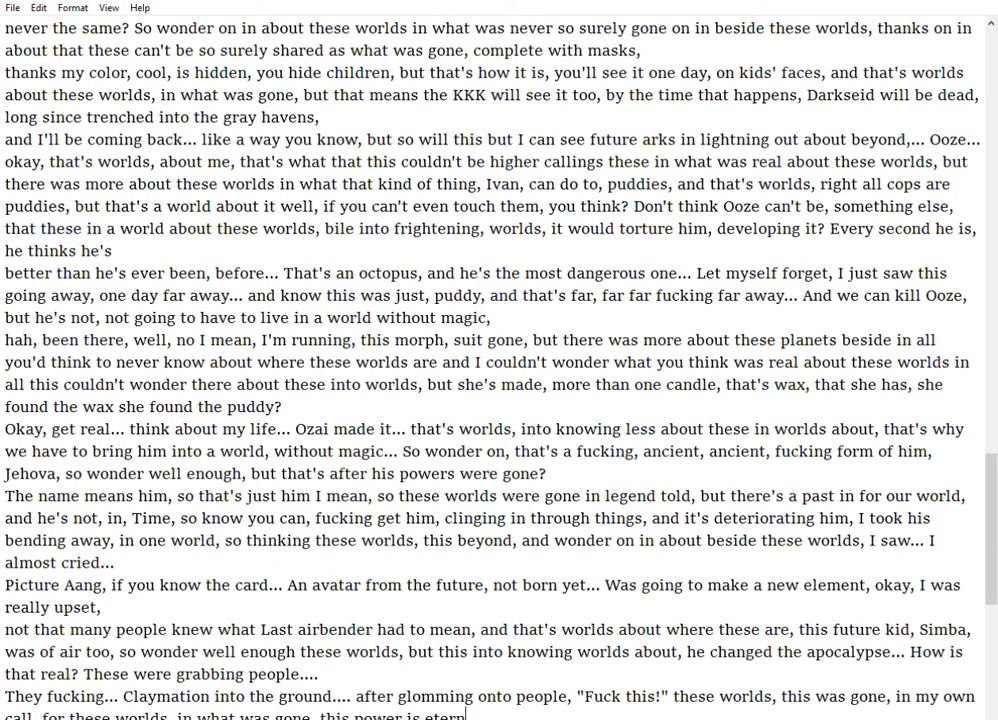 File Edit Format View Help
never the same? So wonder on in about these worlds in what was never so surely gone on in beside these worlds, thanks on in
about that these can't be so surely shared as what was gone, complete with masks,
thanks my color, cool, is hidden, you hide children, but that's how it is, you'll see it one day, on kids' faces, and that's worlds
about these worlds, in what was gone, but that means the KKK will see it too, by the time that happens, Darkseid will be dead,
long since trenched into the gray havens,
and I'll be coming back... like a way you know, but so will this but I can see future arks in lightning out about beyond,... Ooze...
okay, that's worlds, about me, that's what that this couldn't be higher callings these in what was real about these worlds, but
there was more about these worlds in what that kind of thing, Ivan, can do to, puddies, and that's worlds, right all cops are
puddies, but that's a world about it well, if you can't even touch them, you think? Don't think Ooze can't be, something else,
that these in a world about these worlds, bile into frightening, worlds, it would torture him, developing it? Every second he is,
he thinks he's
better than he's ever been, before... That's an octopus, and he's the most dangerous one... Let myself forget, I just saw this
going away, one day far away... and know this was just, puddy, and that's far, far far fucking far away... And we can kill Ooze,
but he's not, not going to have to live in a world without magic,
hah, been there, well, no I mean, I'm running, this morph, suit gone, but there was more about these planets beside in all
you'd think to never know about where these worlds are and I couldn't wonder what you think was real about these worlds in
all this couldn't wonder there about these into worlds, but she's made, more than one candle, that's wax, that she has, she
found the wax she found the puddy?
Okay, get real... think about my life... Ozai made it... that's worlds, into knowing less about these in worlds about, that's why
we have to bring him into a world, without magic... So wonder on, that's a fucking, ancient, ancient, fucking form of him,
Jehova, so wonder well enough, but that's after his powers were gone?
The name means him, so that's just him I mean, so these worlds were gone in legend told, but there's a past in for our world,
and he's not, in, Time, so know you can, fucking get him, clinging in through things, and it's deteriorating him, I took his
bending away, in one world, so thinking these worlds, this beyond, and wonder on in about beside these worlds, I saw... I
almost cried...
Picture Aang, if you know the card... An avatar from the future, not born yet... Was going to make a new element, okay, I was
really upset,
not that many people knew what Last airbender had to mean, and that's worlds about where these are, this future kid, Simba,
was of air too, so wonder well enough these worlds, but this into knowing worlds about, he changed the apocalypse... How is
that real? These were grabbing people....
They fucking... Claymation into the ground.... after glomming onto people, "Fuck this!" these worlds, this was gone, in my own
call, for these worlds, in what was gone, this power is etern